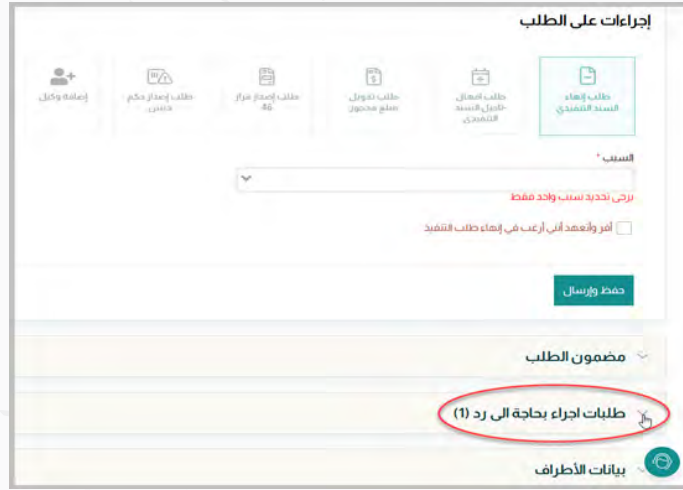 إجراءات على الطلب
طلب إنهاء
السند التنفيذي
طلب امهال
-تأجيل السند
التنفيذي
طلب تحويل
مبلغ محجوز
طلب إصدار قرار
46
طلب إصدار حكم
حبس
إضافة وكيل
السبب *
يرجى تحديد سبب واحد فقط
أقر وأتعهد أنني أرغب في إنهاء طلب التنفيذ
حفظ وإرسال
مضمون الطلب
طلبات اجراء بحاجة الى رد (1)
بيانات الأطراف